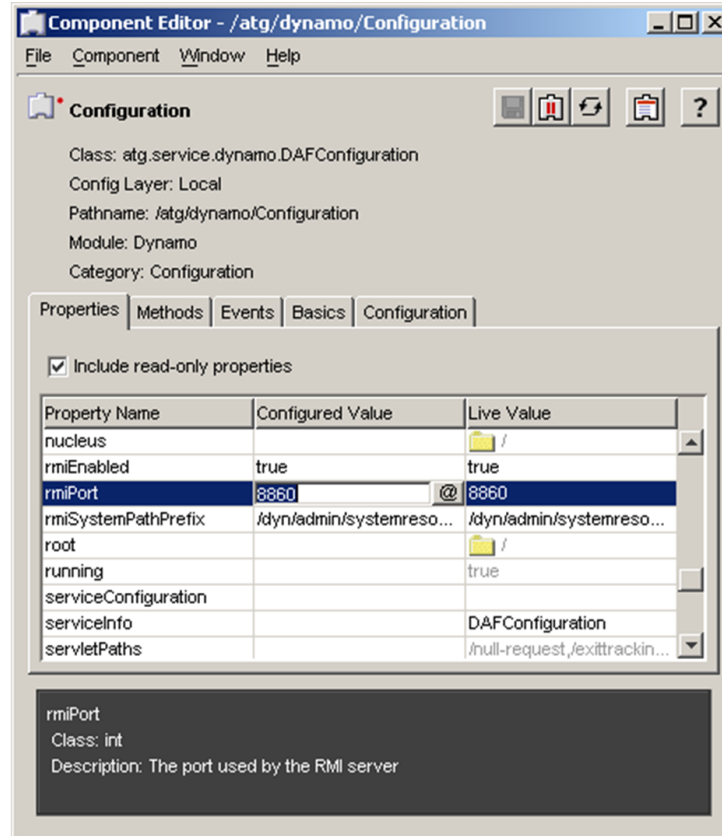 Component Editor - /atg/dynamo/Configuration
File Component Window Help
Configuration
?
Class: atg.service.dynamo.DAFConfiguration
Config Layer: Local
Pathname: /atg/dynamo/Configuration
Module: Dynamo
Category: Configuration
Properties Methods Events Basics Configuration
Include read-only properties
Property Name Configured Value Live Value
nucleus /
rmiEnabled true true
rmiPort 8860 @ 8860
rmiSystemPathPrefix /dyn/admin/systemreso... /dyn/admin/systemreso...
root /
running true
serviceConfiguration
serviceInfo DAFConfiguration
servletPaths /null-request,/exittrackin...
rmiPort
Class: int
Description: The port used by the RMI server